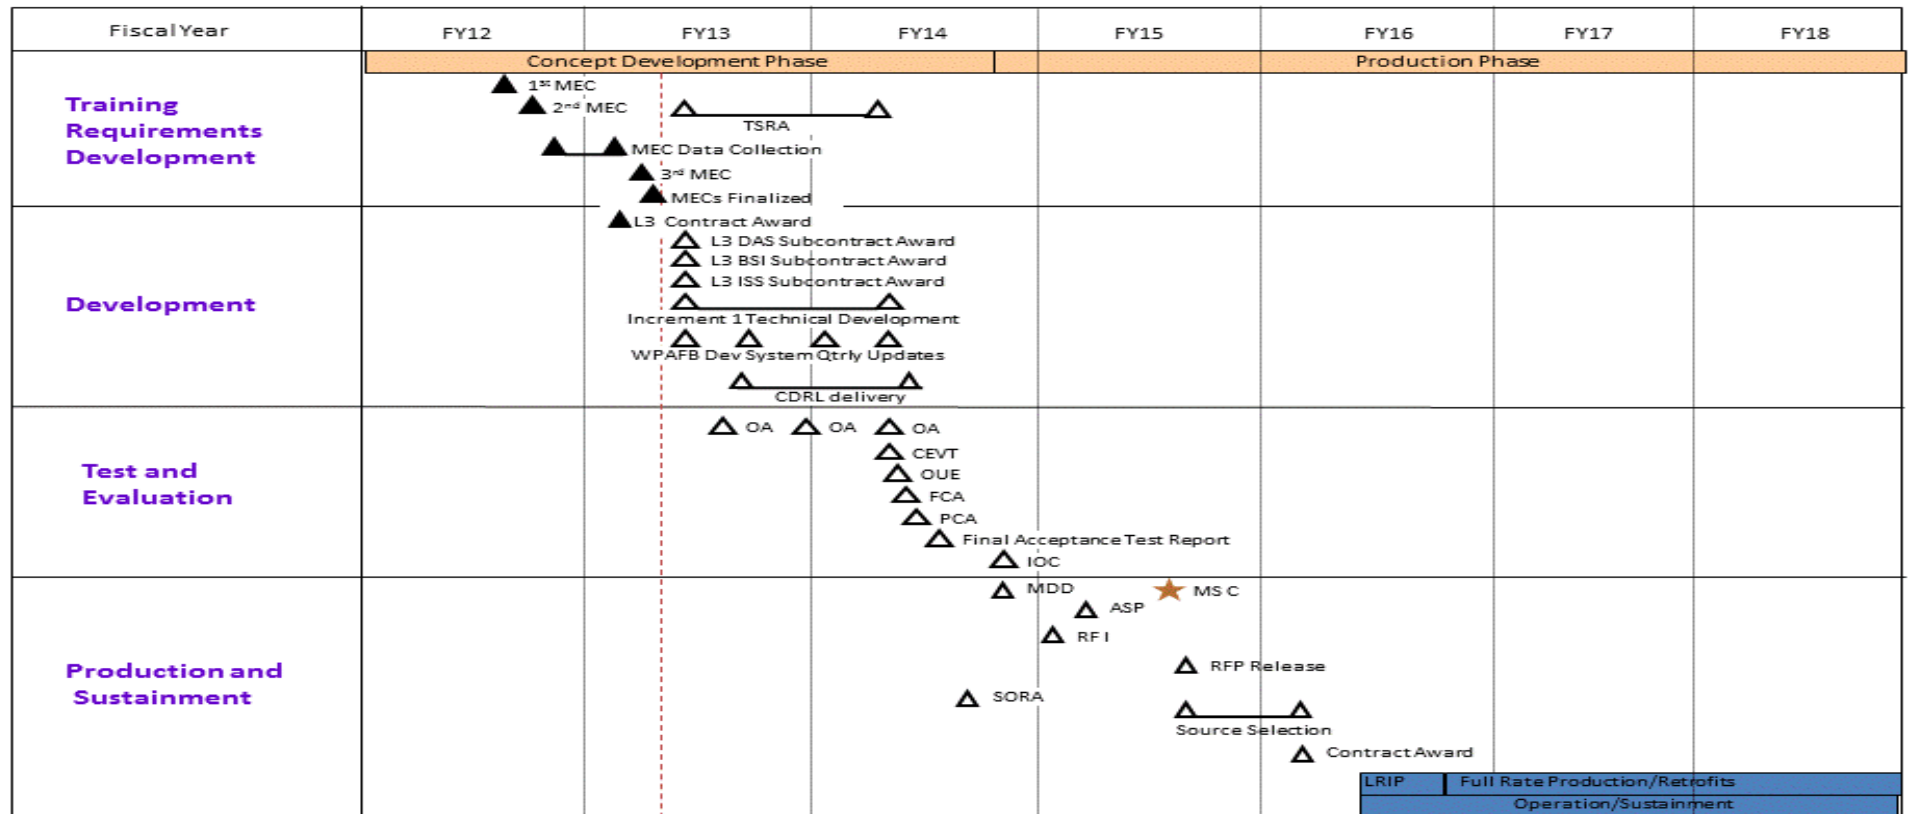 Fiscal Year FY12 FY13 FY14 FY15 FY16 FY17 FY18
Concept Development Phase Production Phase
Training
Requirements
Development
1st MEC
2nd MEC
TSRA
MEC Data Collection
3rd MEC
MECs Finalized
Development
L3 Contract Award
L3 DAS Subcontract Award
L3 BSI Subcontract Award
L3 ISS Subcontract Award
Increment 1 Technical Development
WPAFB Dev System Qtrly Updates
CDRL delivery
Test and
Evaluation
OA OA OA
CEVT
OUE
FCA
PCA
Final Acceptance Test Report
IOC
Production and
Sustainment
MDD MS C
ASP
RFI
RFP Release
SORA
Source Selection
Contract Award
LRIP Full Rate Production/Retrofits
Operation/Sustainment